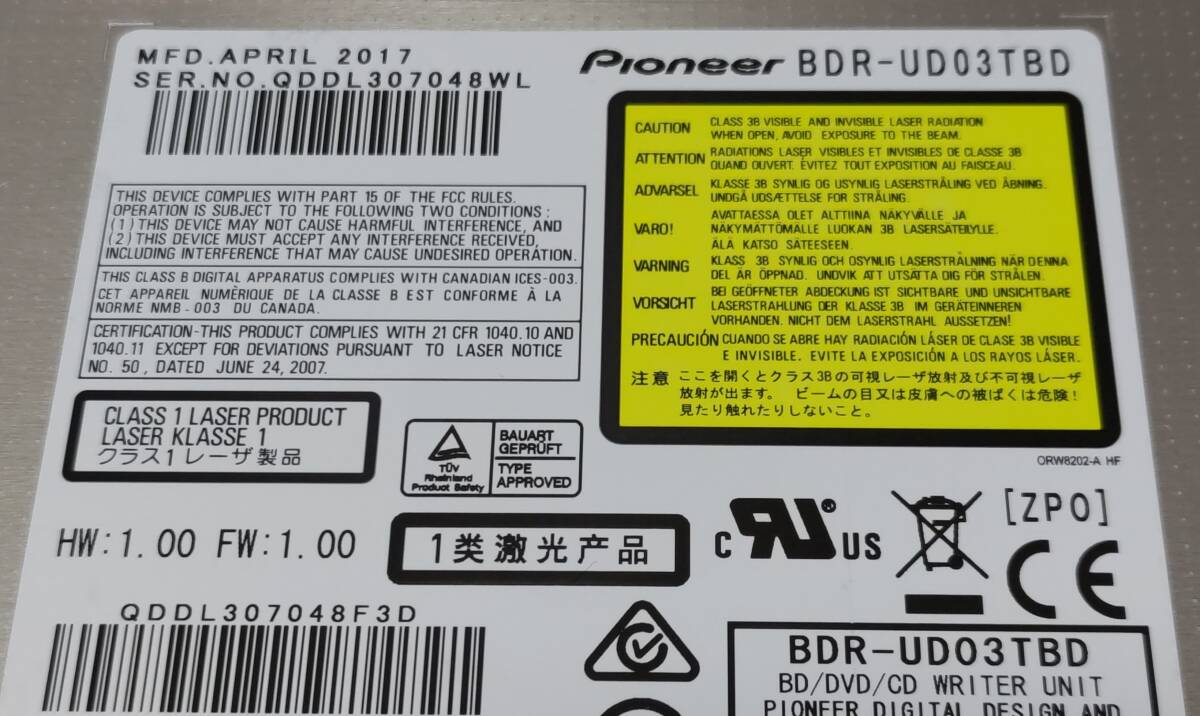 MFD.APRIL 2017
SER.NO.QDDL307048WL
Pioneer BDR-UD03TBD
CAUTION CLASS 3B VISIBLE AND INVISIBLE LASER RADIATION
WHEN OPEN, AVOID EXPOSURE TO THE BEAM.
ATTENTION RADIATIONS LASER VISIBLES ET INVISIBLES DE CLASSE 3B
QUAND OUVERT. ÉVITEZ TOUT EXPOSITION AU FAISCEAU.
ADVARSEL KLASSE 3B SYNLIG OG USYNLIG LASERSTRÅLING VED ÅBNING.
UNDGÅ UDSÆTTELSE FOR STRÅLING.
VARO! AVATTAESSA OLET ALTTIINA NÄKYVÄLLE JA
NÄKYMÄTTÖMÄLLE LUOKAN 3B LASERSÄTEILYLLE.
ÄLÄ KATSO SÄTEESEEN.
VARNING KLASS 3B SYNLIG OCH OSYNLIG LASERSTRÅLNING NÄR DENNA
DEL ÄR ÖPPNAD. UNDVIK ATT UTSÄTTA DIG FÖR STRÅLEN.
VORSICHT BEI GEÖFFNETER ABDECKUNG IST SICHTBARE UND UNSICHTBARE
LASERSTRAHLUNG DER KLASSE 3B IM GERÄTEINNEREN
VORHANDEN. NICHT DEM LASERSTRAHL AUSSETZEN!
PRECAUCIÓN CUANDO SE ABRE HAY RADIACIÓN LÁSER DE CLASE 3B VISIBLE
E INVISIBLE. EVITE LA EXPOSICIÓN A LOS RAYOS LÁSER.
注意 ここを開くとクラス3Bの可視レーザ放射及び不可視レーザ
放射が出ます。 ビームの目又は皮膚への被ばくは危険!
見たり触れたりしないこと。
ORW8202-A HF
THIS DEVICE COMPLIES WITH PART 15 OF THE FCC RULES.
OPERATION IS SUBJECT TO THE FOLLOWING TWO CONDITIONS :
(1) THIS DEVICE MAY NOT CAUSE HARMFUL INTERFERENCE, AND
(2) THIS DEVICE MUST ACCEPT ANY INTERFERENCE RECEIVED,
INCLUDING INTERFERENCE THAT MAY CAUSE UNDESIRED OPERATION.
THIS CLASS B DIGITAL APPARATUS COMPLIES WITH CANADIAN ICES-003.
CET APPAREIL NUMÈRIQUE DE LA CLASSE B EST CONFORME À LA
NORME NMB-003 DU CANADA.
CERTIFICATION-THIS PRODUCT COMPLIES WITH 21 CFR 1040.10 AND
1040.11 EXCEPT FOR DEVIATIONS PURSUANT TO LASER NOTICE
NO. 50, DATED JUNE 24, 2007.
CLASS 1 LASER PRODUCT
LASER KLASSE 1
クラス1レーザ製品
TÜV
Rheinland
Product Safety
BAUART
GEPRÜFT
TYPE
APPROVED
HW:1.00 FW:1.00
1类激光产品
C RU ® US
[ZPO]
CE
QDDL307048F3D
BDR-UD03TBD
BD/DVD/CD WRITER UNIT
PIONEER DIGITAL DESIGN AND